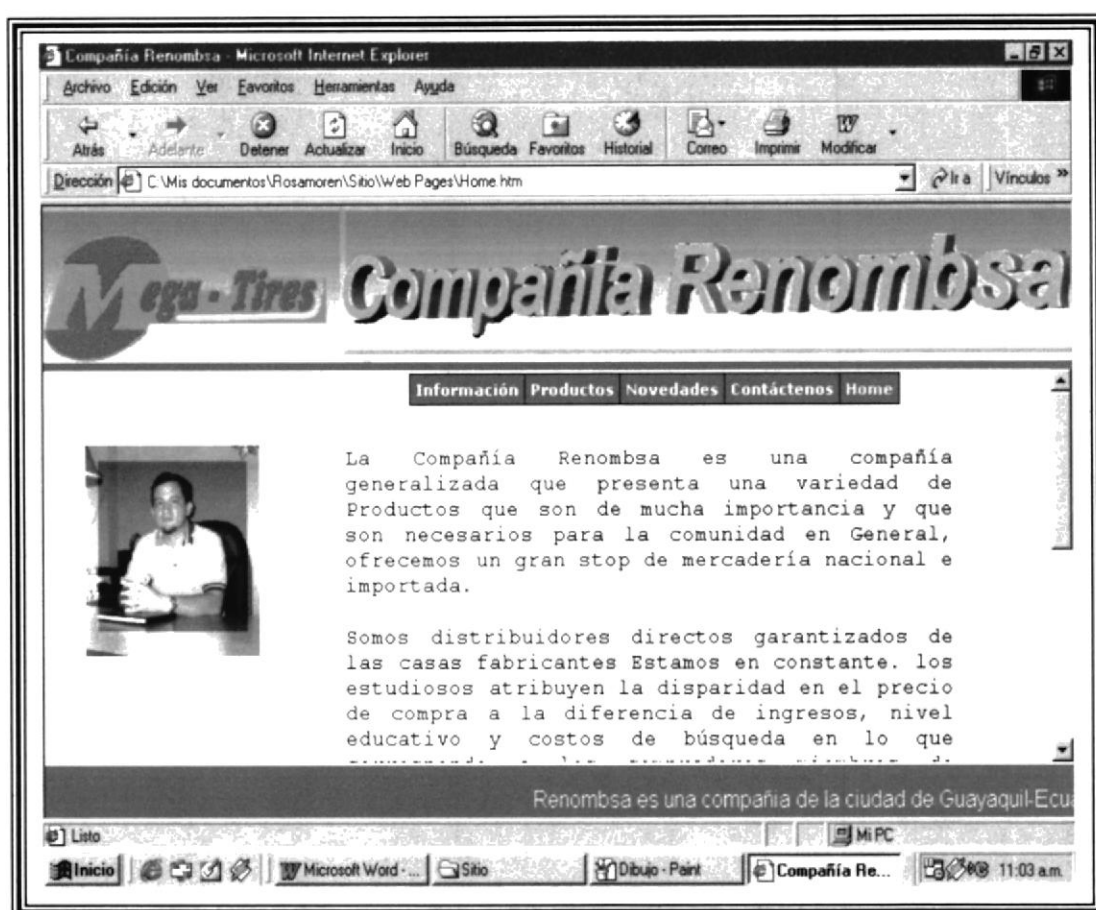 Compañía Renombsa - Microsoft Internet Explorer
Archivo Edición Ver Favoritos Herramientas Ayuda
Atrás Adelante Detener Actualizar Inicio Búsqueda Favoritos Historial Correo Imprimir Modificar
Dirección C:\Mis documentos\Rosamoren\Sitio\Web Pages\Home.htm Ir a Vínculos »
Mega-Tires Compañía Renombsa
Información Productos Novedades Contáctenos Home
La Compañía Renombsa es una compañía
generalizada que presenta una variedad de
Productos que son de mucha importancia y que
son necesarios para la comunidad en General,
ofrecemos un gran stop de mercadería nacional e
importada.
Somos distribuidores directos garantizados de
las casas fabricantes Estamos en constante. los
estudiosos atribuyen la disparidad en el precio
de compra a la diferencia de ingresos, nivel
educativo y costos de búsqueda en lo que
Renombsa es una compañia de la ciudad de Guayaquil-Ecua
Listo Mi PC
Inicio Microsoft Word - ... Sitio Dibujo - Paint Compañía Re... 11:03 a.m.